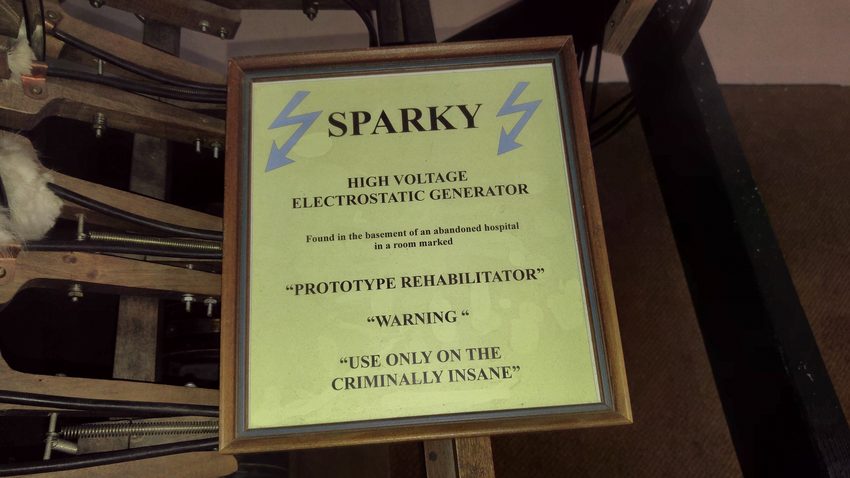 SPARKY
HIGH VOLTAGE
ELECTROSTATIC GENERATOR
Found in the basement of an abandoned hospital
in a room marked
“PROTOTYPE REHABILITATOR”
“WARNING “
“USE ONLY ON THE
CRIMINALLY INSANE”